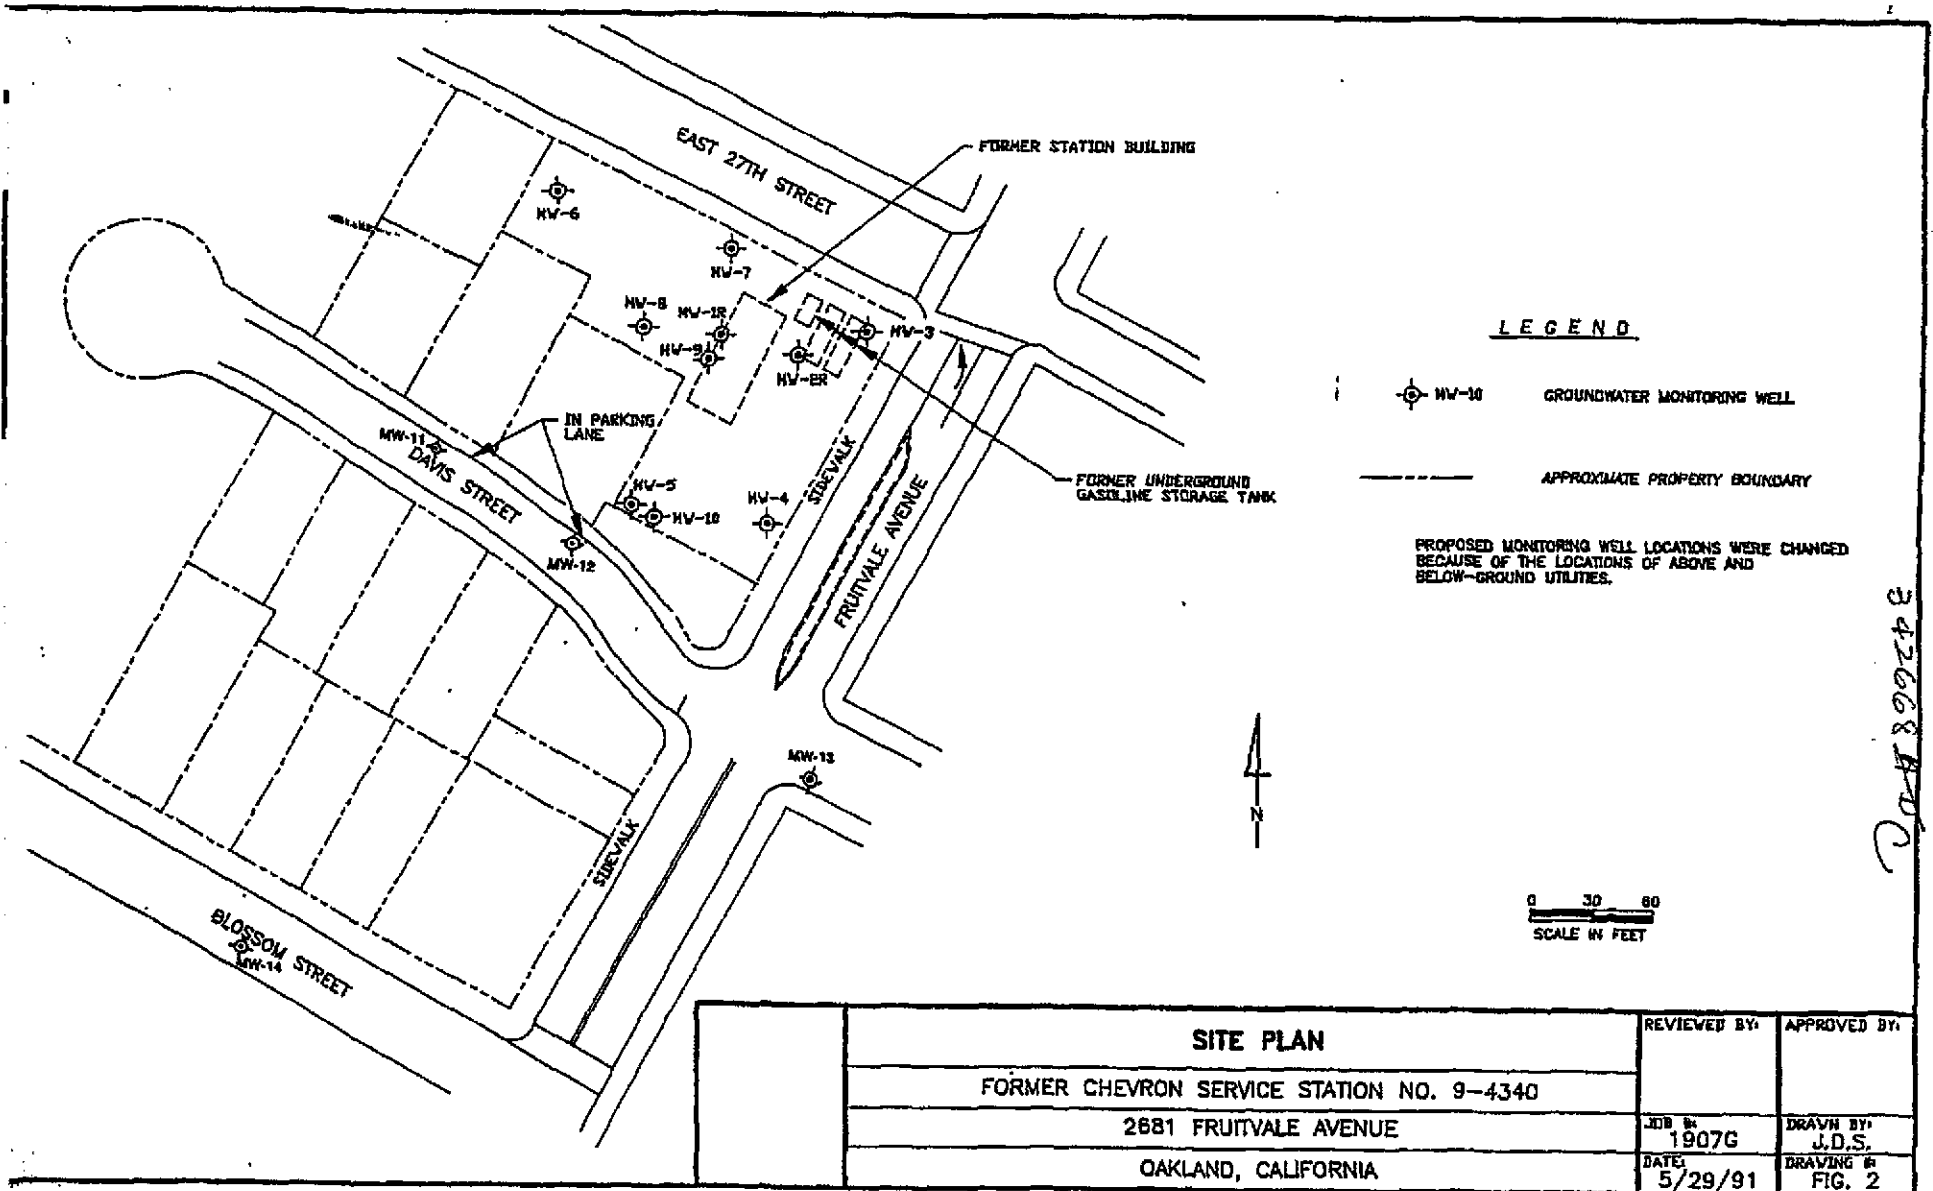 EAST 27TH STREET
FORMER STATION BUILDING
MW-6
MW-7
MW-8
MW-1R
MW-9
MW-3
MW-2R
LEGEND
MW-10 GROUNDWATER MONITORING WELL
IN PARKING
LANE
MW-11
DAVIS STREET
SIDEWALK
FORMER UNDERGROUND
GASOLINE STORAGE TANK
APPROXIMATE PROPERTY BOUNDARY
MW-5
MW-10
MW-4
FRUITVALE AVENUE
MW-12
PROPOSED MONITORING WELL LOCATIONS WERE CHANGED
BECAUSE OF THE LOCATIONS OF ABOVE AND
BELOW-GROUND UTILITIES.
MW-13
N
SIDEWALK
BLOSSOM STREET
MW-14
0 30 60
SCALE IN FEET
SITE PLAN
FORMER CHEVRON SERVICE STATION NO. 9-4340
2681 FRUITVALE AVENUE
OAKLAND, CALIFORNIA
REVIEWED BY:
APPROVED BY:
JOB #:
1907G
DRAWN BY:
J.D.S.
DATE:
5/29/91
DRAWING #:
FIG. 2